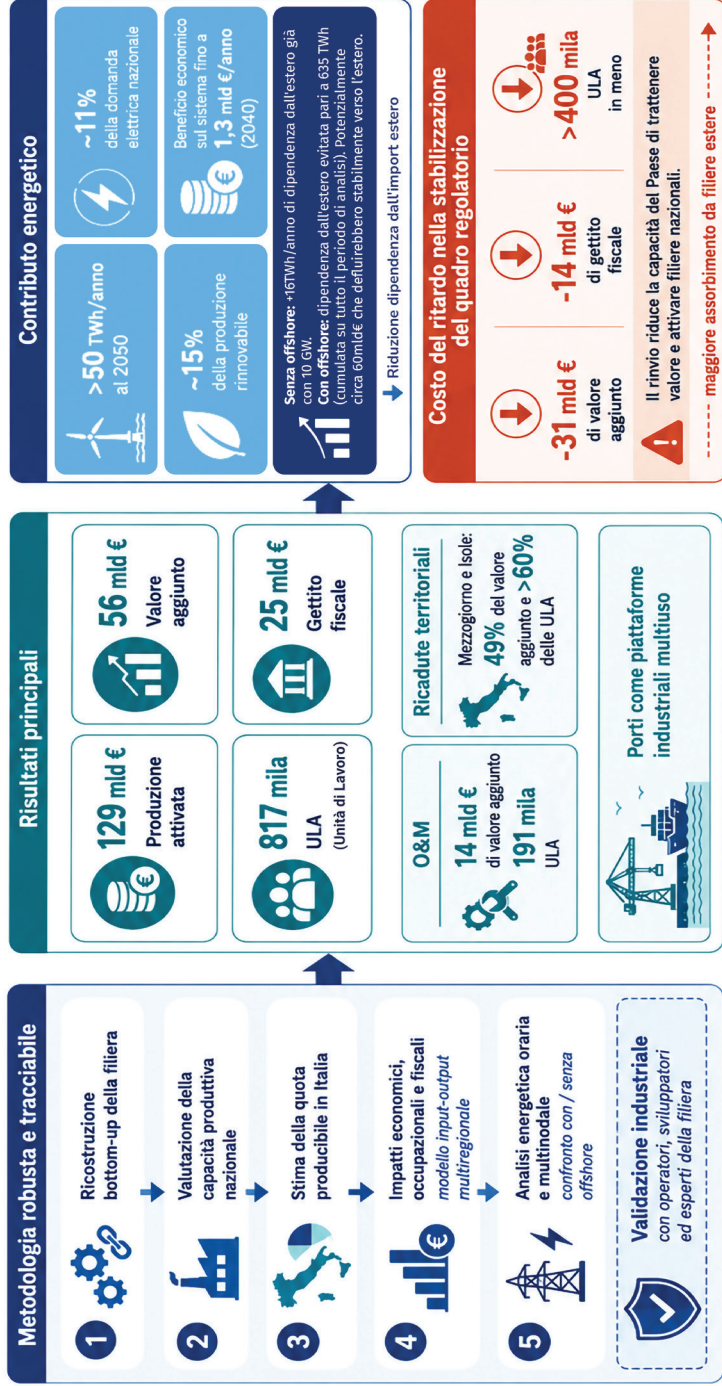 Metodologia robusta e tracciabile
1
Ricostruzione
bottom-up della filiera
2
Valutazione della
capacità produttiva
nazionale
3
Stima della quota
producibile in Italia
4
€
Impatti economici,
occupazionali e fiscali
modello input-output
multiregionale
5
Analisi energetica oraria
e multinodale
confronto con / senza
offshore
Validazione industriale
con operatori, sviluppatori
ed esperti della filiera
Risultati principali
€
129 mld €
Produzione
attivata
56 mld €
Valore
aggiunto
817 mila
ULA
(Unità di Lavoro)
25 mld €
Gettito
fiscale
O&M
14 mld €
di valore aggiunto
191 mila
ULA
Ricadute territoriali
Mezzogiorno e Isole:
49% del valore
aggiunto e >60%
delle ULA
Porti come piattaforme
industriali multiuso
Contributo energetico
>50 TWh/anno
al 2050
~11%
della domanda
elettrica nazionale
~15%
della produzione
rinnovabile
€
Beneficio economico
sul sistema fino a
1,3 mld €/anno
(2040)
Senza offshore: +16TWh/anno di dipendenza dall'estero già
con 10 GW.
Con offshore: dipendenza dall'estero evitata pari a 635 TWh
(cumulata su tutto il periodo di analisi). Potenzialmente
circa 60mld€ che defluirebbero stabilmente verso l'estero.
Riduzione dipendenza dall'import estero
Costo del ritardo nella stabilizzazione
del quadro regolatorio
-31 mld €
di valore
aggiunto
-14 mld €
di gettito
fiscale
>400 mila
ULA
in meno
Il rinvio riduce la capacità del Paese di trattenere
valore e attivare filiere nazionali.
maggiore assorbimento da filiere estere